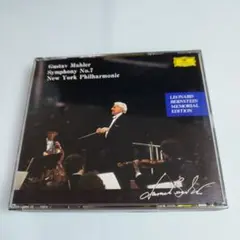 Gustav Mahler
Symphony No.7
New York Philharmonic
LEONARD
BERNSTEIN
MEMORIAL
EDITION